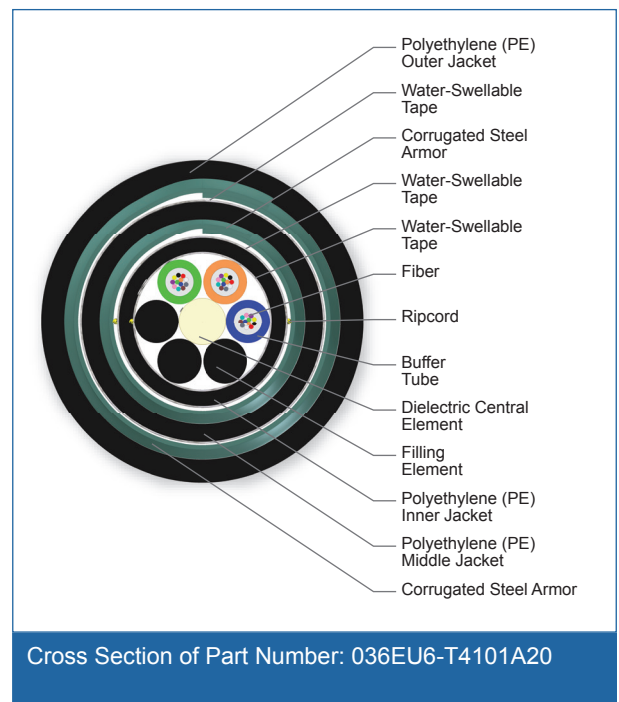 Polyethylene (PE)
Outer Jacket
Water-Swellable
Tape
Corrugated Steel
Armor
Water-Swellable
Tape
Water-Swellable
Tape
Fiber
Ripcord
Buffer
Tube
Dielectric Central
Element
Filling
Element
Polyethylene (PE)
Inner Jacket
Polyethylene (PE)
Middle Jacket
Corrugated Steel Armor
Cross Section of Part Number: 036EU6-T4101A20